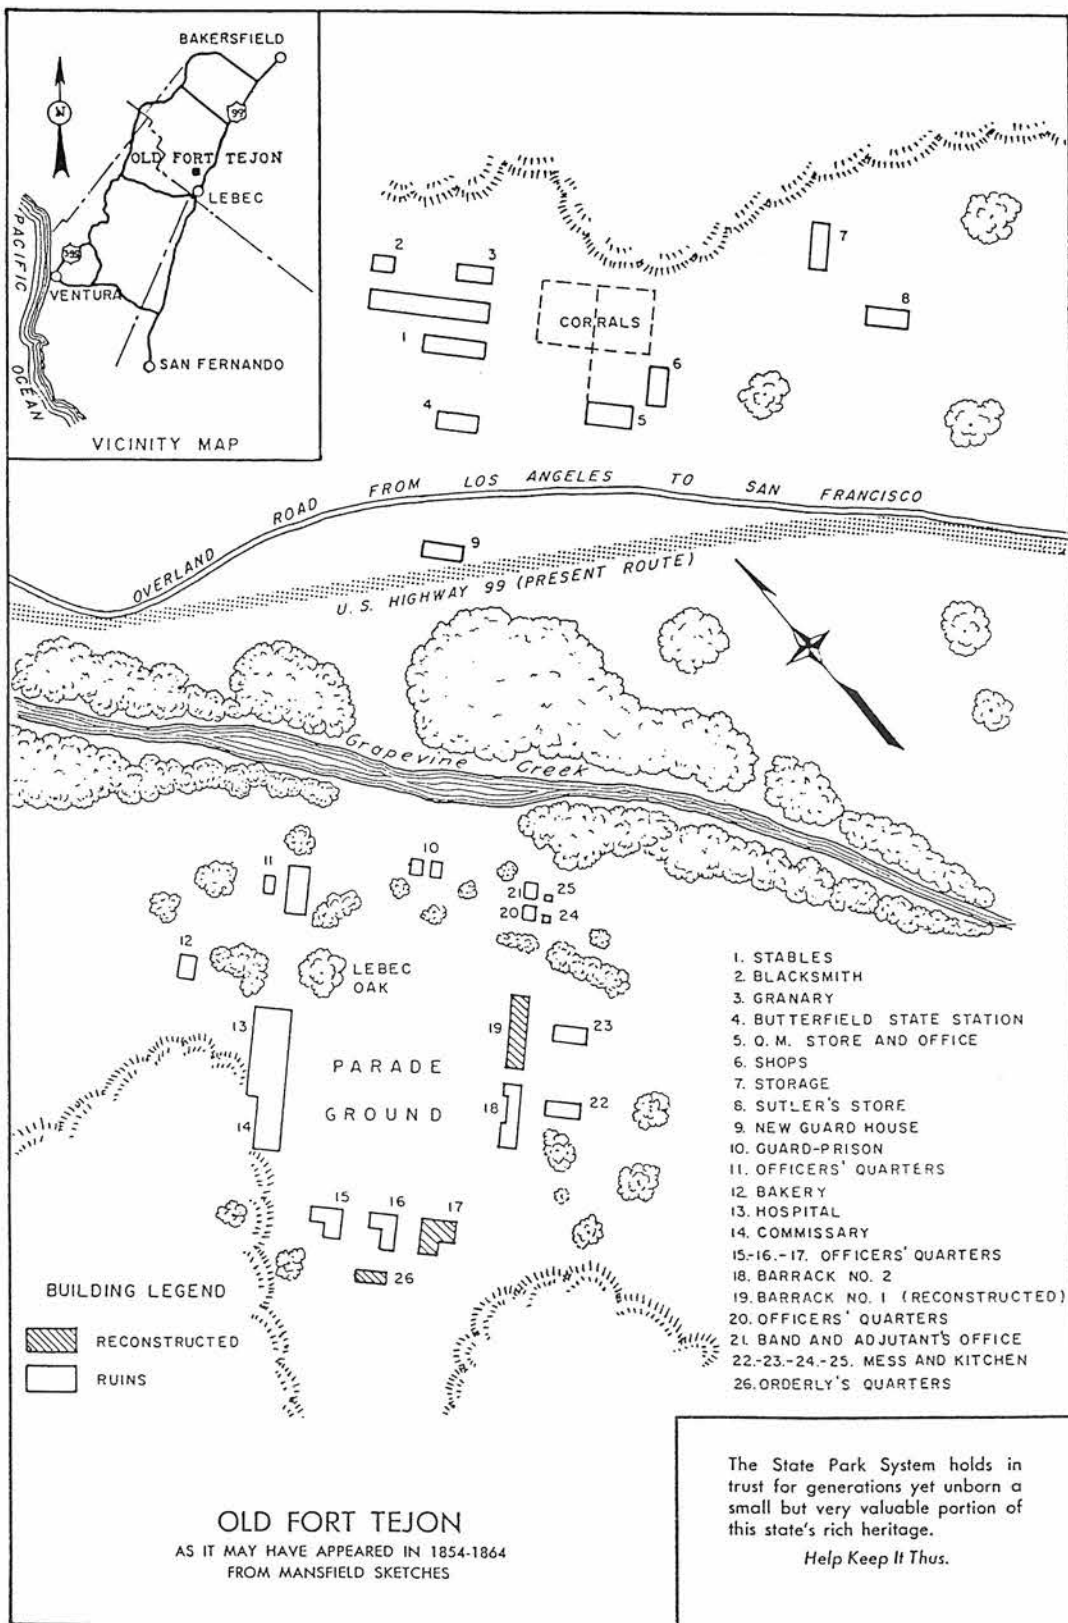 BAKERSFIELD
99
N
OLD FORT TEJON
LEBEC
PACIFIC
OCEAN
399
VENTURA
SAN FERNANDO
VICINITY MAP
2
3
7
8
CORRALS
1
6
4
5
OVERLAND ROAD FROM LOS ANGELES TO SAN FRANCISCO
9
U.S. HIGHWAY 99 (PRESENT ROUTE)
Grapevine Creek
11
10
21
25
20
24
12
LEBEC
OAK
13
19
23
PARADE
GROUND
18
22
14
15
16
17
26
1. STABLES
2. BLACKSMITH
3. GRANARY
4. BUTTERFIELD STATE STATION
5. Q.M. STORE AND OFFICE
6. SHOPS
7. STORAGE
8. SUTLER'S STORE
9. NEW GUARD HOUSE
10. GUARD-PRISON
11. OFFICERS' QUARTERS
12. BAKERY
13. HOSPITAL
14. COMMISSARY
15.-16.-17. OFFICERS' QUARTERS
18. BARRACK NO. 2
19. BARRACK NO. 1 (RECONSTRUCTED)
20. OFFICERS' QUARTERS
21. BAND AND ADJUTANT'S OFFICE
22.-23.-24.-25. MESS AND KITCHEN
26. ORDERLY'S QUARTERS
BUILDING LEGEND
RECONSTRUCTED
RUINS
OLD FORT TEJON
AS IT MAY HAVE APPEARED IN 1854-1864
FROM MANSFIELD SKETCHES
The State Park System holds in
trust for generations yet unborn a
small but very valuable portion of
this state's rich heritage.
Help Keep It Thus.